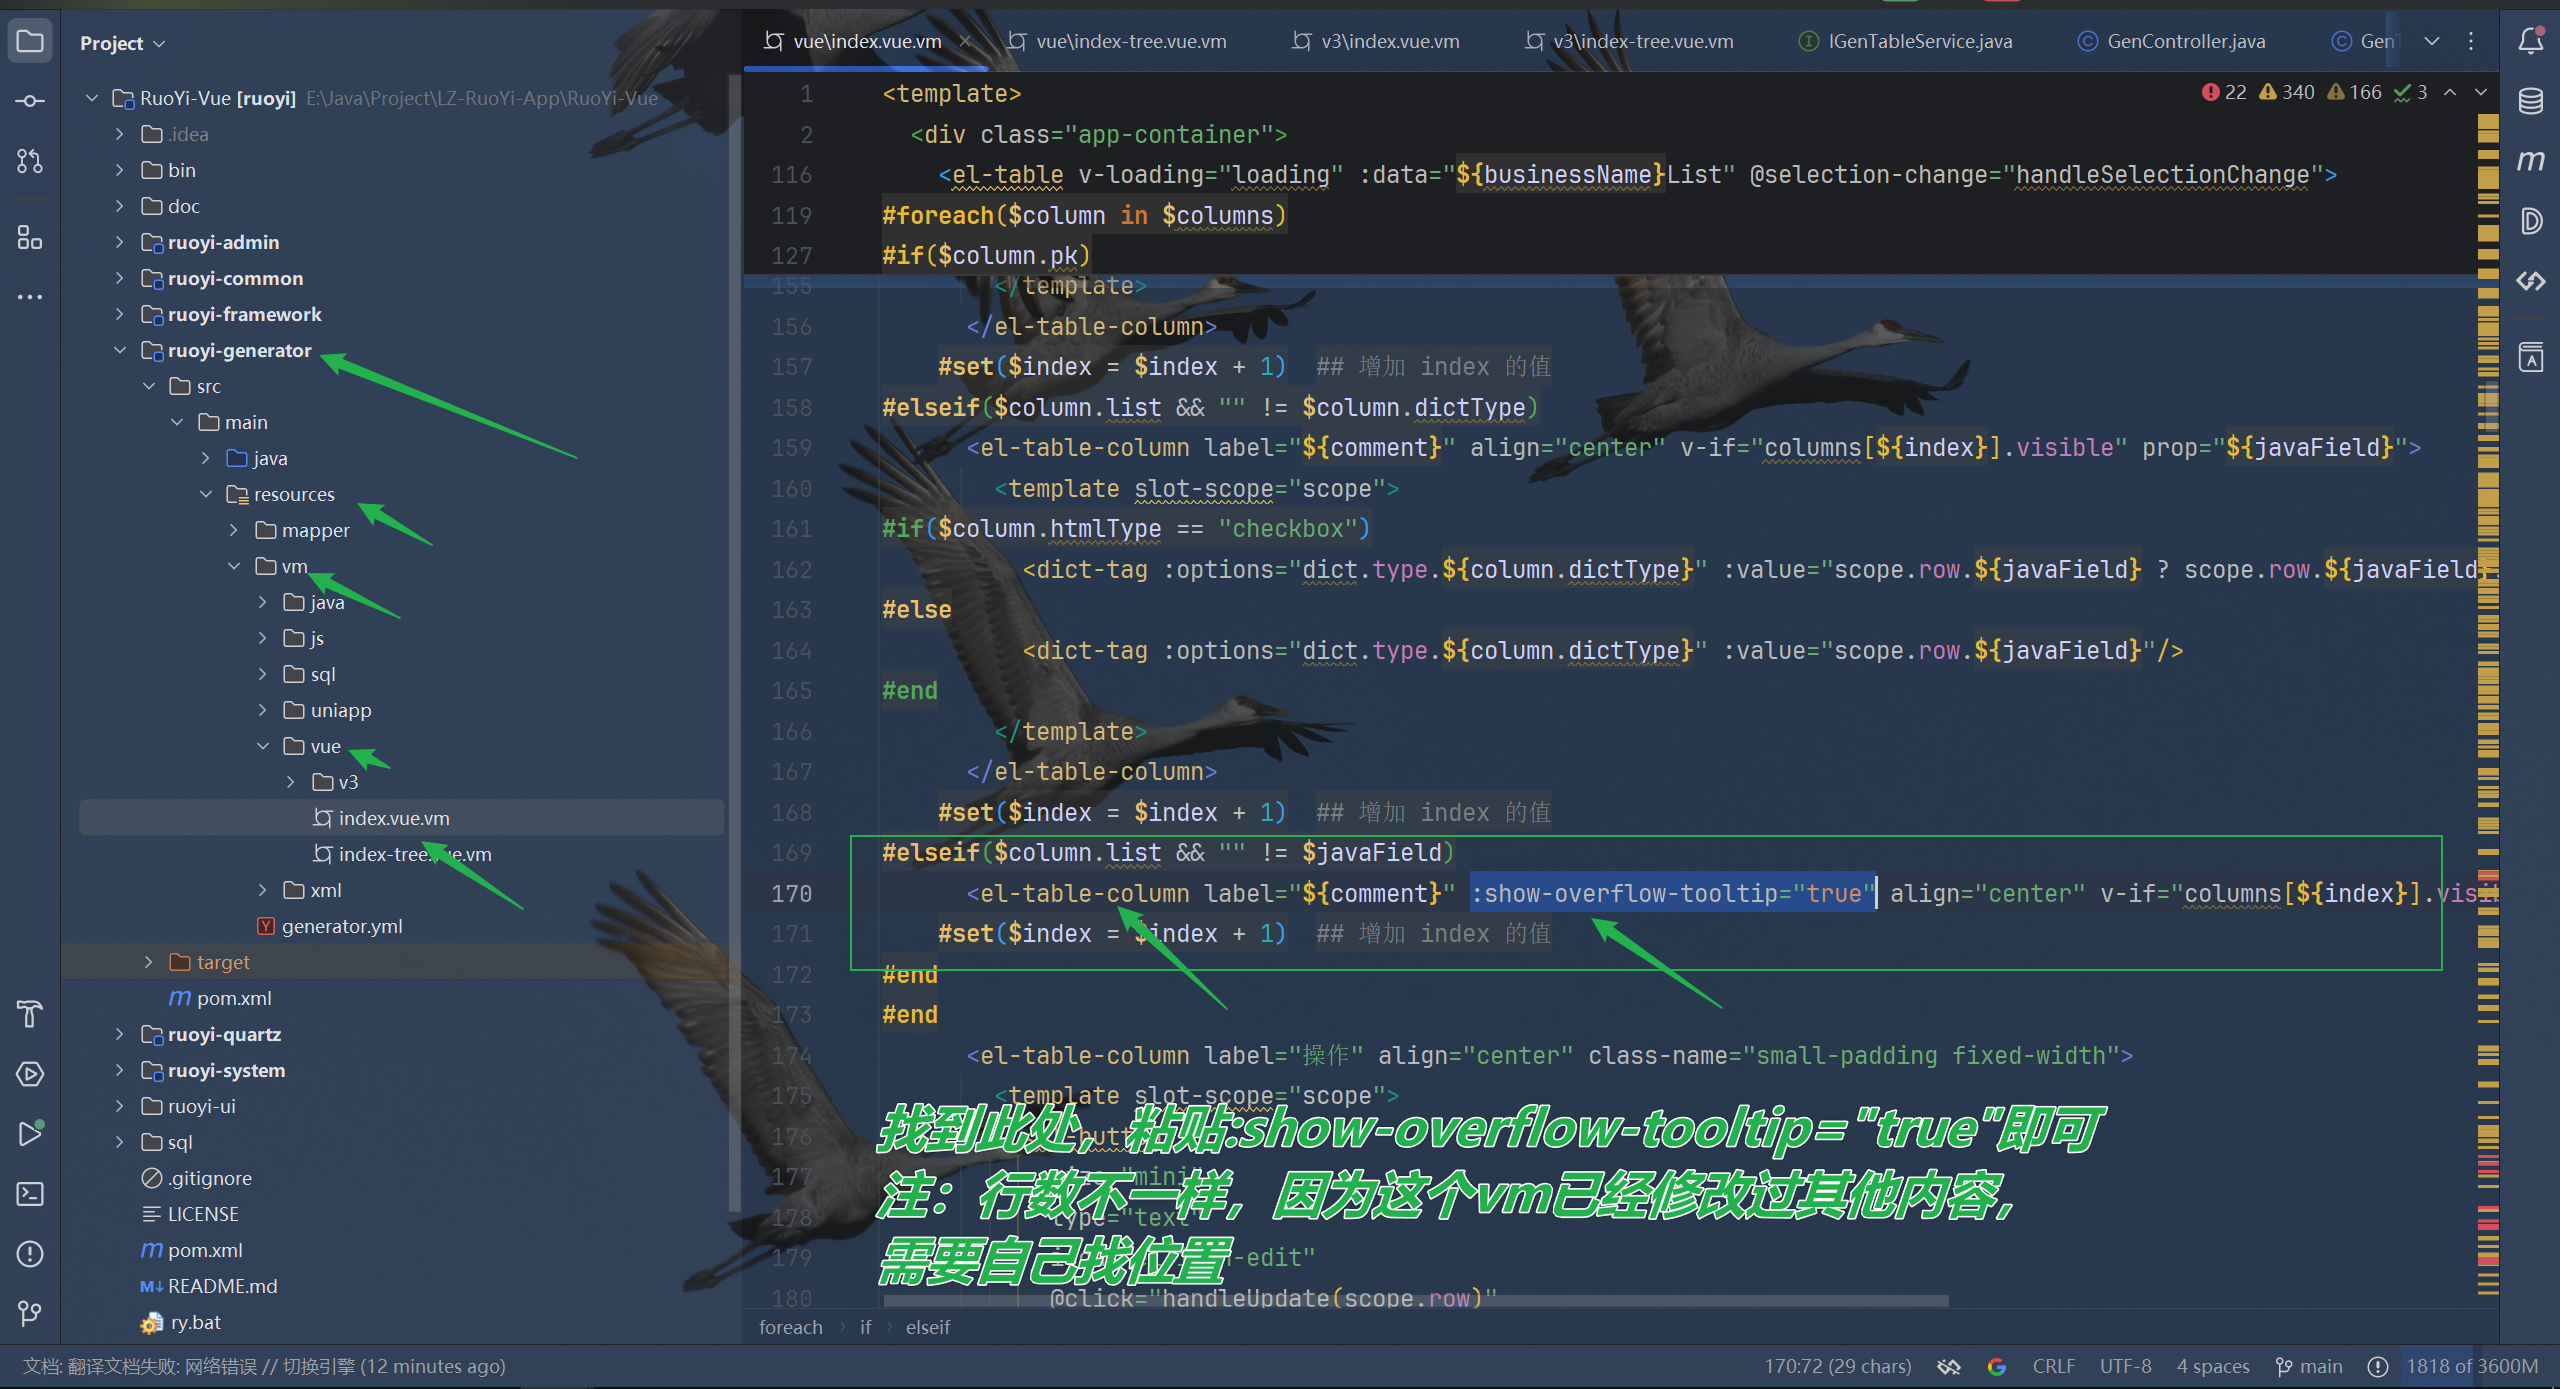 Project
RuoYi-Vue [ruoyi] E:\Java\Project\LZ-RuoYi-App\RuoYi-Vue
.idea
bin
doc
ruoyi-admin
ruoyi-common
ruoyi-framework
ruoyi-generator
src
main
java
resources
mapper
vm
java
js
sql
uniapp
vue
v3
index.vue.vm
index-tree.vue.vm
xml
generator.yml
target
pom.xml
ruoyi-quartz
ruoyi-system
ruoyi-ui
sql
.gitignore
LICENSE
pom.xml
README.md
ry.bat
vue\index.vue.vm
vue\index-tree.vue.vm
v3\index.vue.vm
v3\index-tree.vue.vm
IGenTableService.java
GenController.java
GenT
22 340 166 3
1 <template>
2 <div class="app-container">
116 <el-table v-loading="loading" :data="${businessName}List" @selection-change="handleSelectionChange">
119 #foreach($column in $columns)
127 #if($column.pk)
155 </template>
156 </el-table-column>
157 #set($index = $index + 1) ## 增加 index 的值
158 #elseif($column.list && "" != $column.dictType)
159 <el-table-column label="${comment}" align="center" v-if="columns[${index}].visible" prop="${javaField}">
160 <template slot-scope="scope">
161 #if($column.htmlType == "checkbox")
162 <dict-tag :options="dict.type.${column.dictType}" :value="scope.row.${javaField} ? scope.row.${javaField}.
163 #else
164 <dict-tag :options="dict.type.${column.dictType}" :value="scope.row.${javaField}"/>
165 #end
166 </template>
167 </el-table-column>
168 #set($index = $index + 1) ## 增加 index 的值
169 #elseif($column.list && "" != $javaField)
170 <el-table-column label="${comment}" :show-overflow-tooltip="true" align="center" v-if="columns[${index}].visib
171 #set($index = $index + 1) ## 增加 index 的值
172 #end
173 #end
174 <el-table-column label="操作" align="center" class-name="small-padding fixed-width">
175 <template slot-scope="scope">
176
找到此处，粘贴:show-overflow-tooltip="true"即可
177 "mini"
注：行数不一样，因为这个vm已经修改过其他内容，
178 type="text"
179 -edit"
需要自己找位置
180 @click="handleUpdate(scope.row)"
foreach if elseif
文档: 翻译文档失败: 网络错误 // 切换引擎 (12 minutes ago)
170:72 (29 chars) CRLF UTF-8 4 spaces main 1818 of 3600M